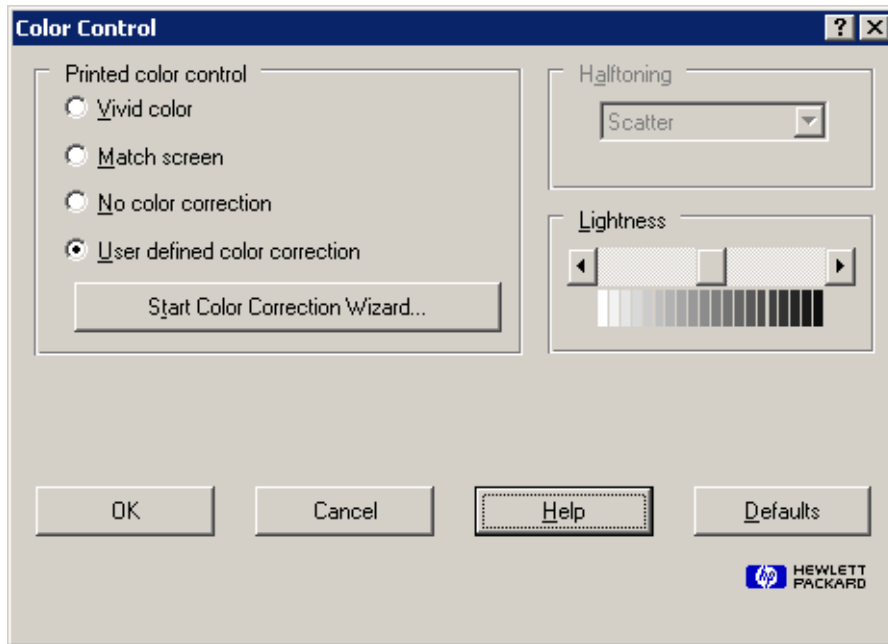 Color Control
Printed color control
Vivid color
Match screen
No color correction
User defined color correction
Start Color Correction Wizard...
Halftoning
Scatter
Lightness
OK
Cancel
Help
Defaults
hp HEWLETT
PACKARD